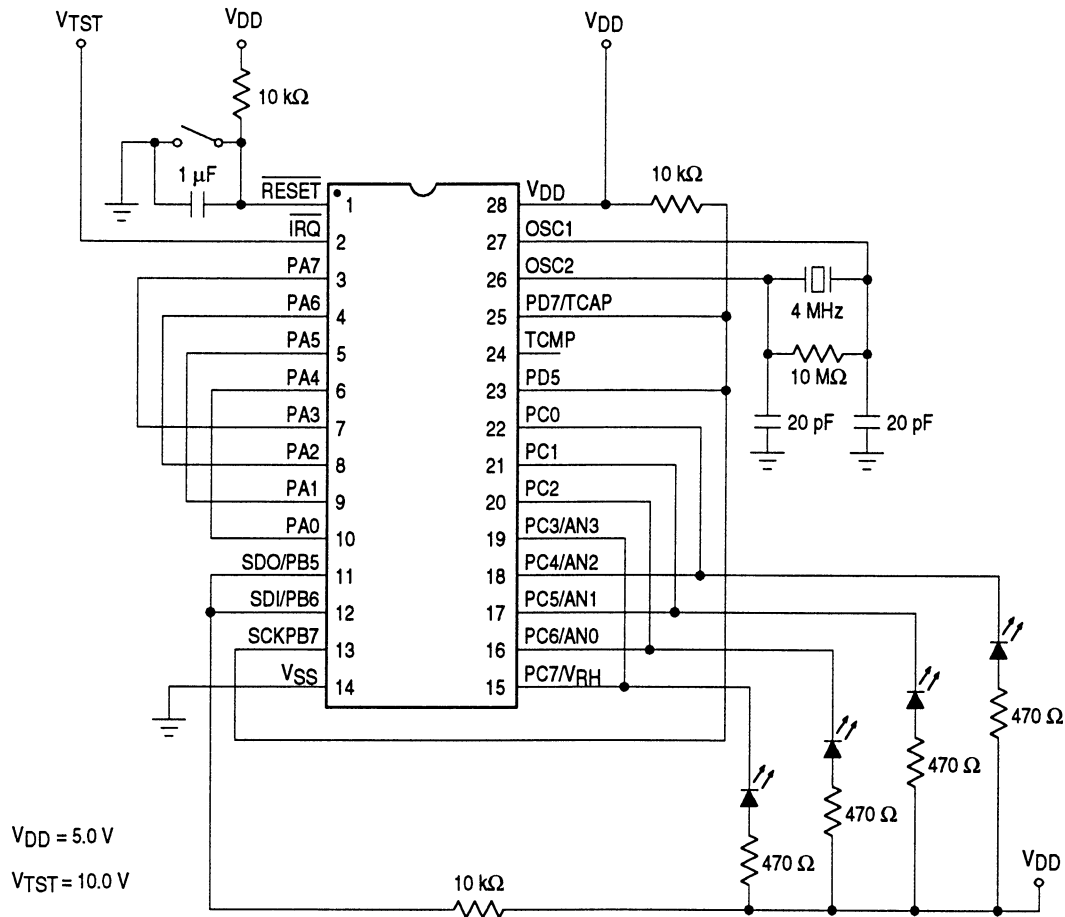 VTST
VDD
VDD
10 kΩ
1 µF
RESET
1
IRQ
2
PA7
3
PA6
4
PA5
5
PA4
6
PA3
7
PA2
8
PA1
9
PA0
10
SDO/PB5
11
SDI/PB6
12
SCKPB7
13
VSS
14
28
VDD
10 kΩ
27
OSC1
26
OSC2
25
PD7/TCAP
24
TCMP
23
PD5
22
PC0
21
PC1
20
PC2
19
PC3/AN3
18
PC4/AN2
17
PC5/AN1
16
PC6/AN0
15
PC7/VRH
4 MHz
10 MΩ
20 pF
20 pF
470 Ω
470 Ω
470 Ω
470 Ω
VDD = 5.0 V
VTST = 10.0 V
10 kΩ
VDD